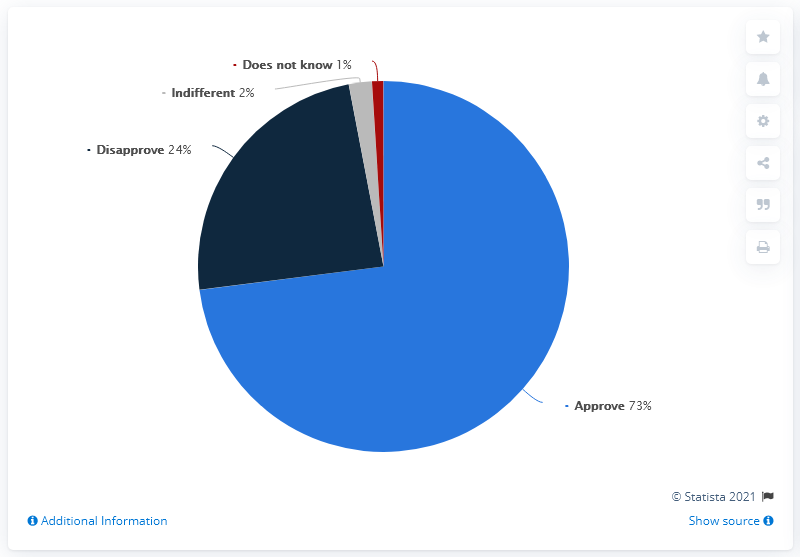 Does not know 1%
Indifferent 2%
Disapprove 24%
Approve 73%
© Statista 2021
Additional Information
Show source